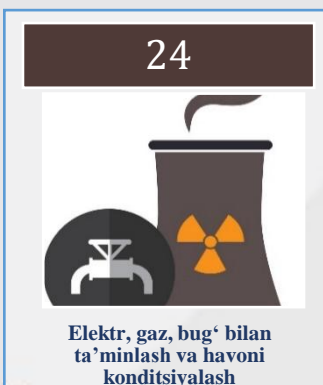 24
Elektr, gaz, bug‘ bilan
ta’minlash va havoni
konditsiyalash